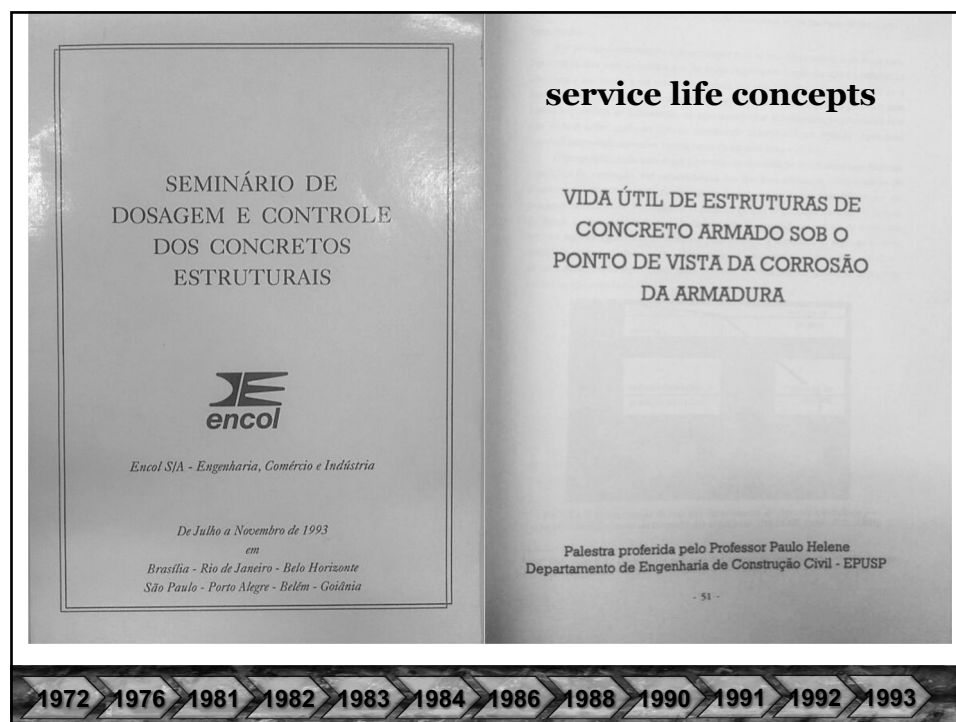 SEMINÁRIO DE
DOSAGEM E CONTROLE
DOS CONCRETOS
ESTRUTURAIS
encol
Encol S/A - Engenharia, Comércio e Indústria
De Julho a Novembro de 1993
em
Brasília - Rio de Janeiro - Belo Horizonte
São Paulo - Porto Alegre - Belém - Goiânia
service life concepts
VIDA ÚTIL DE ESTRUTURAS DE
CONCRETO ARMADO SOB O
PONTO DE VISTA DA CORROSÃO
DA ARMADURA
Palestra proferida pelo Professor Paulo Helene
Departamento de Engenharia de Construção Civil - EPUSP
- 51 -
1972 1976 1981 1982 1983 1984 1986 1988 1990 1991 1992 1993